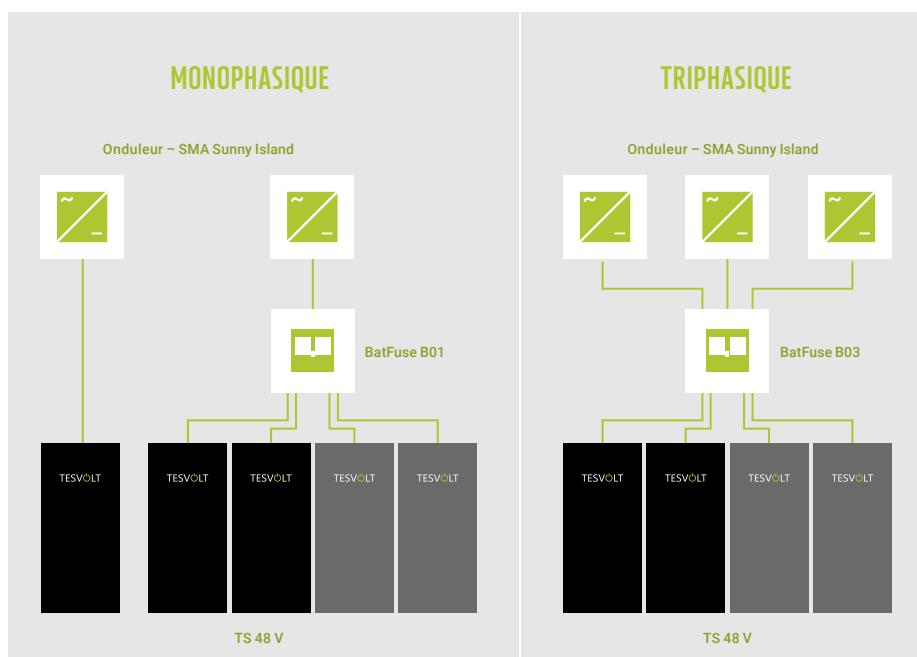 MONOPHASIQUE
Onduleur – SMA Sunny Island
BatFuse B01
TESVOLT
TESVOLT
TESVOLT
TESVOLT
TESVOLT
TS 48 V
TRIPHASIQUE
Onduleur – SMA Sunny Island
BatFuse B03
TESVOLT
TESVOLT
TESVOLT
TESVOLT
TS 48 V